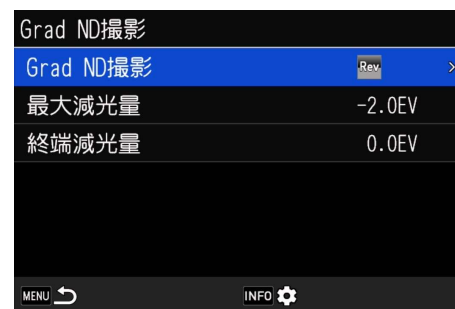 Grad ND撮影
Grad ND撮影 Rev.
最大減光量 -2.0EV
終端減光量 0.0EV
MENU INFO